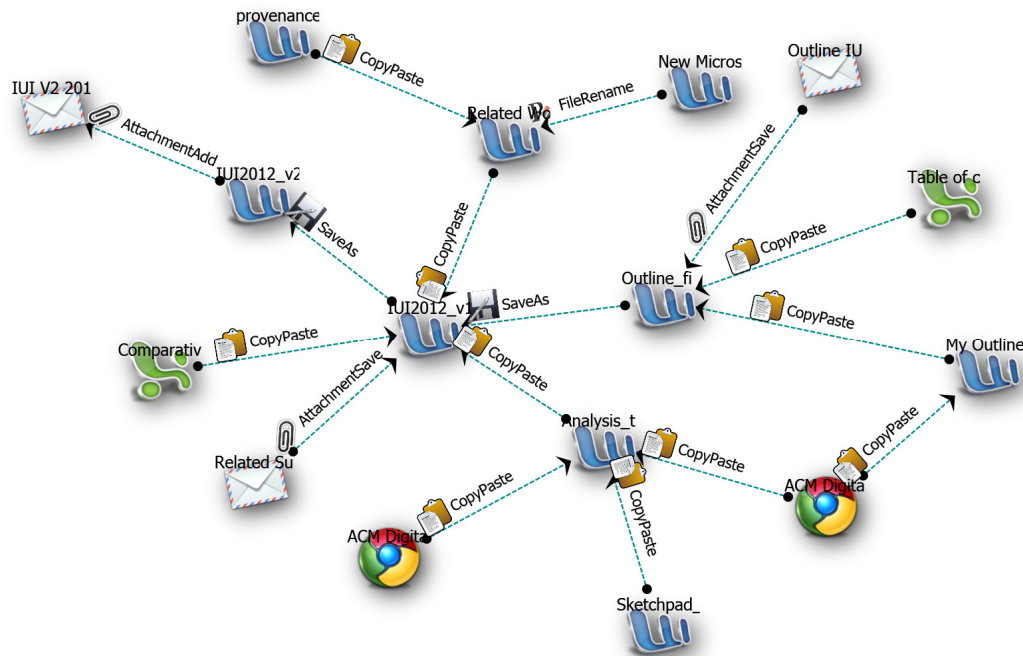 provenance
CopyPaste
Outline IU
New Micros
FileRename
IUI V2 201
Related Wo
AttachmentAdd
AttachmentSave
IUI2012_v2
Table of c
SaveAs
CopyPaste
CopyPaste
Outline_fi
IUI2012_v1
SaveAs
CopyPaste
CopyPaste
Comparativ
CopyPaste
My Outline
AttachmentSave
Analysis_t
CopyPaste
CopyPaste
Related Su
CopyPaste
CopyPaste
ACM Digita
ACM Digita
Sketchpad_